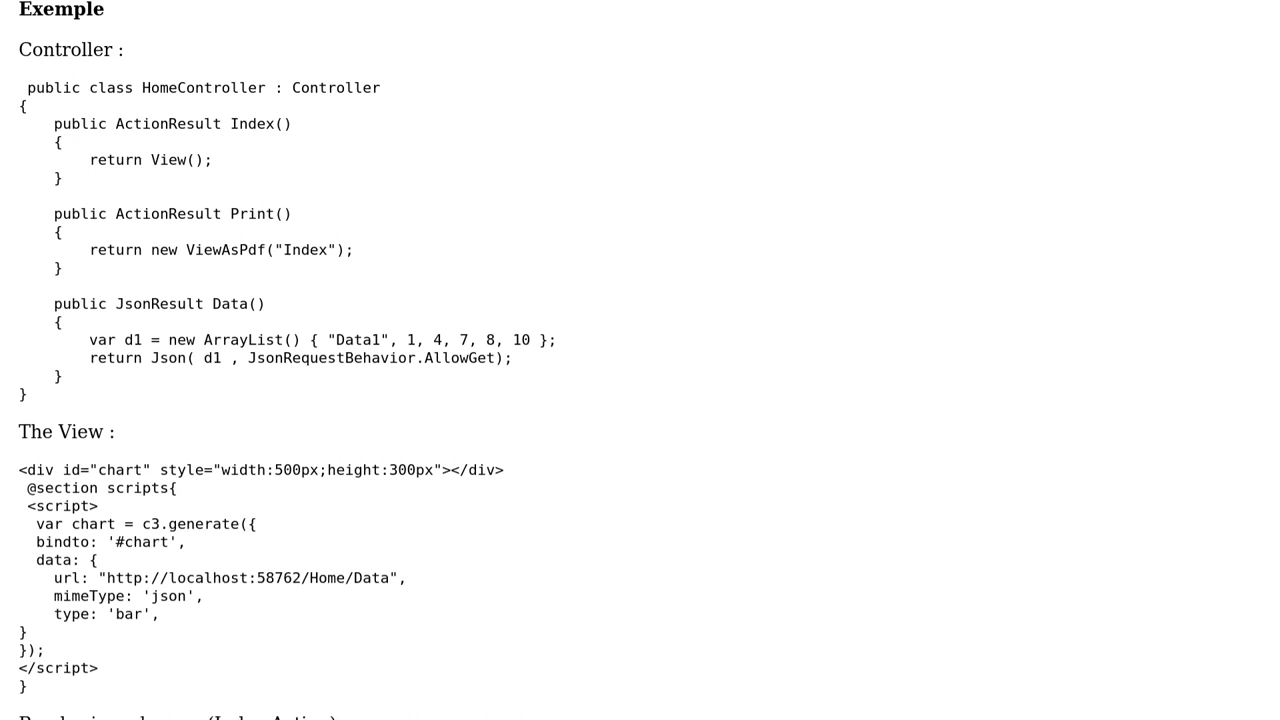 Exemple
Controller :
public class HomeController : Controller
{
    public ActionResult Index()
    {
        return View();
    }
    public ActionResult Print()
    {
        return new ViewAsPdf("Index");
    }
    public JsonResult Data()
    {
        var d1 = new ArrayList() { "Data1", 1, 4, 7, 8, 10 };
        return Json( d1 , JsonRequestBehavior.AllowGet);
    }
}
The View :
<div id="chart" style="width:500px;height:300px"></div>
 @section scripts{
 <script>
  var chart = c3.generate({
  bindto: '#chart',
  data: {
    url: "http://localhost:58762/Home/Data",
    mimeType: 'json',
    type: 'bar',
}
});
</script>
}